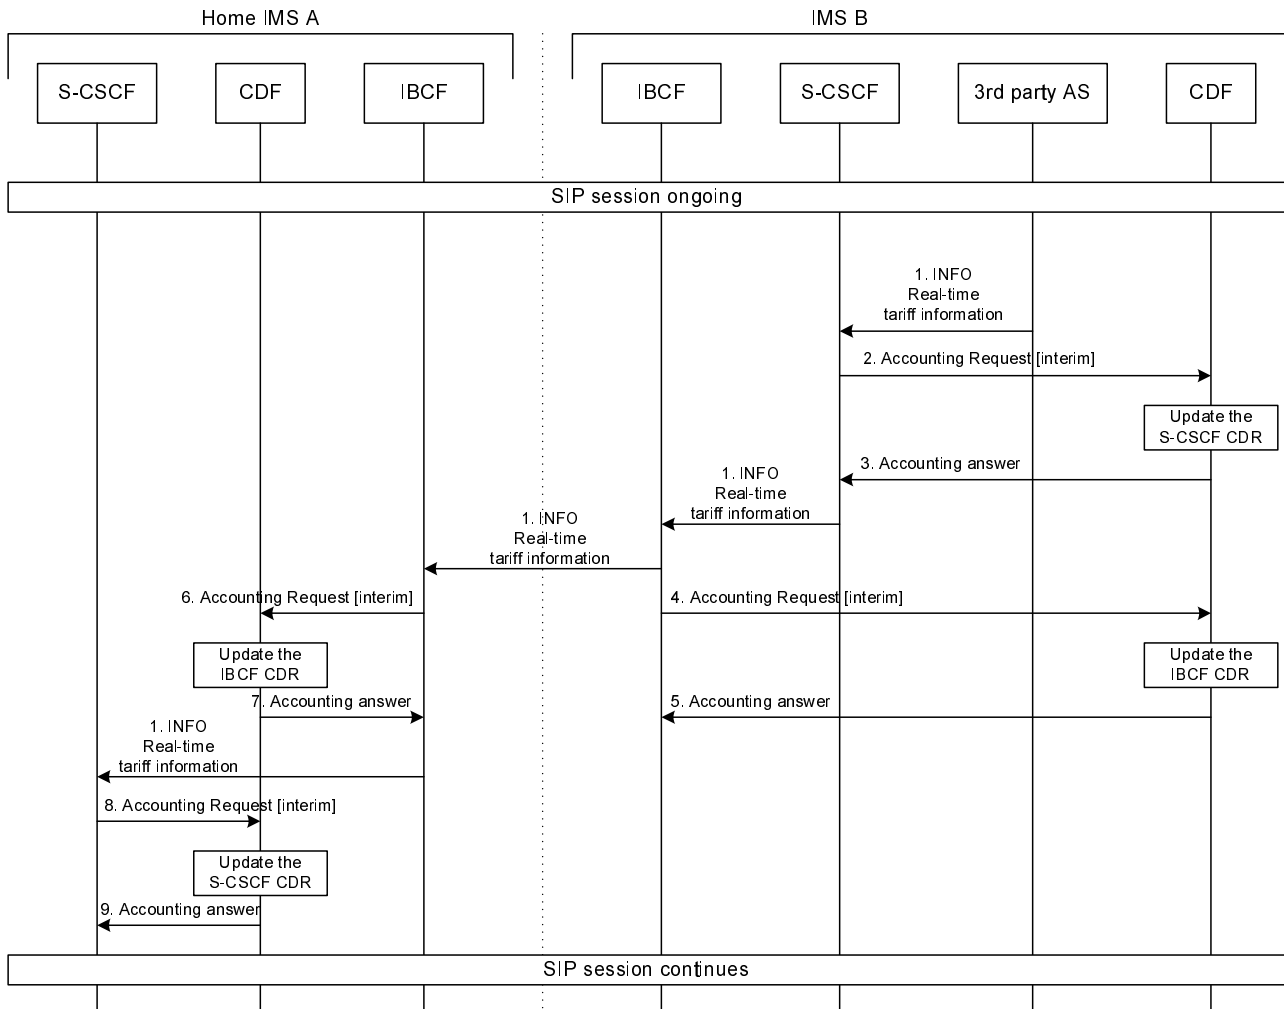 Home IMS A
IMS B
S-CSCF
CDF
IBCF
IBCF
S-CSCF
3rd party AS
CDF
SIP session ongoing
1. INFO
Real-time
tariff information
2. Accounting Request [interim]
Update the
S-CSCF CDR
3. Accounting answer
1. INFO
Real-time
tariff information
1. INFO
Real-time
tariff information
6. Accounting Request [interim]
4. Accounting Request [interim]
Update the
IBCF CDR
Update the
IBCF CDR
7. Accounting answer
5. Accounting answer
1. INFO
Real-time
tariff information
8. Accounting Request [interim]
Update the
S-CSCF CDR
9. Accounting answer
SIP session continues